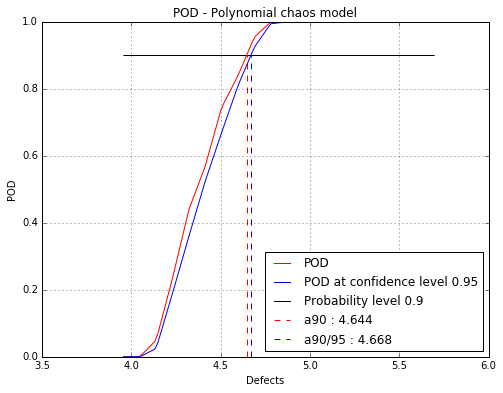 POD - Polynomial chaos model
1.0
0.8
0.6
0.4
0.2
0.0
POD
3.5 4.0 4.5 5.0 5.5 6.0
Defects
POD
POD at confidence level 0.95
Probability level 0.9
a90 : 4.644
a90/95 : 4.668